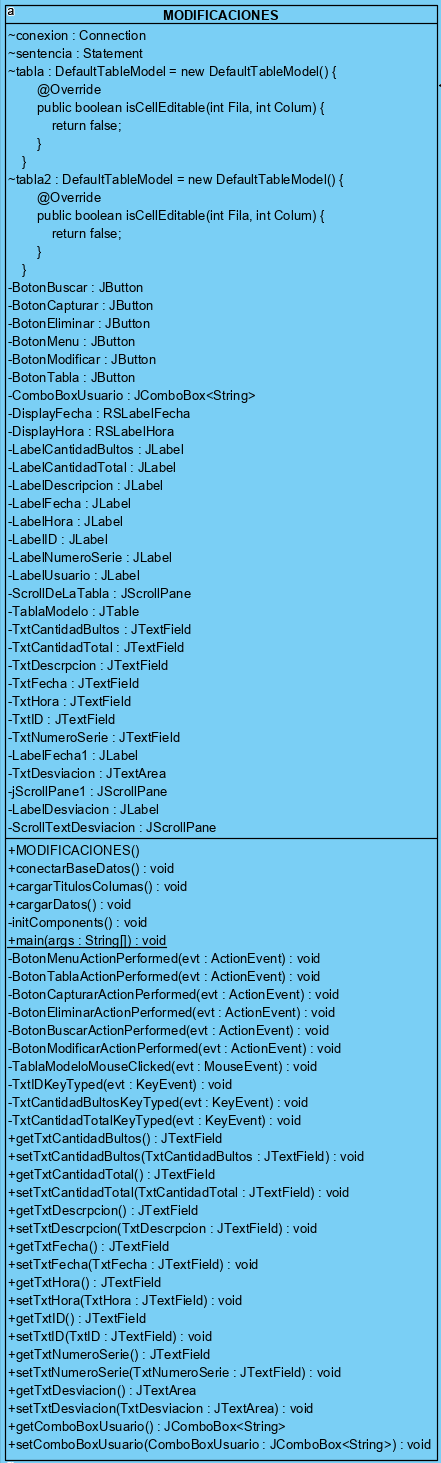 a
MODIFICACIONES
~conexion : Connection
~sentencia : Statement
~tabla : DefaultTableModel = new DefaultTableModel() {
@Override
public boolean isCellEditable(int Fila, int Colum) {
return false;
}
}
~tabla2 : DefaultTableModel = new DefaultTableModel() {
@Override
public boolean isCellEditable(int Fila, int Colum) {
return false;
}
}
-BotonBuscar : JButton
-BotonCapturar : JButton
-BotonEliminar : JButton
-BotonMenu : JButton
-BotonModificar : JButton
-BotonTabla : JButton
-ComboBoxUsuario : JComboBox<String>
-DisplayFecha : RSLabelFecha
-DisplayHora : RSLabelHora
-LabelCantidadBultos : JLabel
-LabelCantidadTotal : JLabel
-LabelDescripcion : JLabel
-LabelFecha : JLabel
-LabelHora : JLabel
-LabelID : JLabel
-LabelNumeroSerie : JLabel
-LabelUsuario : JLabel
-ScrollDeLaTabla : JScrollPane
-TablaModelo : JTable
-TxtCantidadBultos : JTextField
-TxtCantidadTotal : JTextField
-TxtDescrpcion : JTextField
-TxtFecha : JTextField
-TxtHora : JTextField
-TxtID : JTextField
-TxtNumeroSerie : JTextField
-LabelFecha1 : JLabel
-TxtDesviacion : JTextArea
-jScrollPane1 : JScrollPane
-LabelDesviacion : JLabel
-ScrollTextDesviacion : JScrollPane
+MODIFICACIONES()
+conectarBaseDatos() : void
+cargarTitulosColumas() : void
+cargarDatos() : void
-initComponents() : void
+main(args : String[]) : void
-BotonMenuActionPerformed(evt : ActionEvent) : void
-BotonTablaActionPerformed(evt : ActionEvent) : void
-BotonCapturarActionPerformed(evt : ActionEvent) : void
-BotonEliminarActionPerformed(evt : ActionEvent) : void
-BotonBuscarActionPerformed(evt : ActionEvent) : void
-BotonModificarActionPerformed(evt : ActionEvent) : void
-TablaModeloMouseClicked(evt : MouseEvent) : void
-TxtIDKeyTyped(evt : KeyEvent) : void
-TxtCantidadBultosKeyTyped(evt : KeyEvent) : void
-TxtCantidadTotalKeyTyped(evt : KeyEvent) : void
+getTxtCantidadBultos() : JTextField
+setTxtCantidadBultos(TxtCantidadBultos : JTextField) : void
+getTxtCantidadTotal() : JTextField
+setTxtCantidadTotal(TxtCantidadTotal : JTextField) : void
+getTxtDescrpcion() : JTextField
+setTxtDescrpcion(TxtDescrpcion : JTextField) : void
+getTxtFecha() : JTextField
+setTxtFecha(TxtFecha : JTextField) : void
+getTxtHora() : JTextField
+setTxtHora(TxtHora : JTextField) : void
+getTxtID() : JTextField
+setTxtID(TxtID : JTextField) : void
+getTxtNumeroSerie() : JTextField
+setTxtNumeroSerie(TxtNumeroSerie : JTextField) : void
+getTxtDesviacion() : JTextArea
+setTxtDesviacion(TxtDesviacion : JTextArea) : void
+getComboBoxUsuario() : JComboBox<String>
+setComboBoxUsuario(ComboBoxUsuario : JComboBox<String>) : void